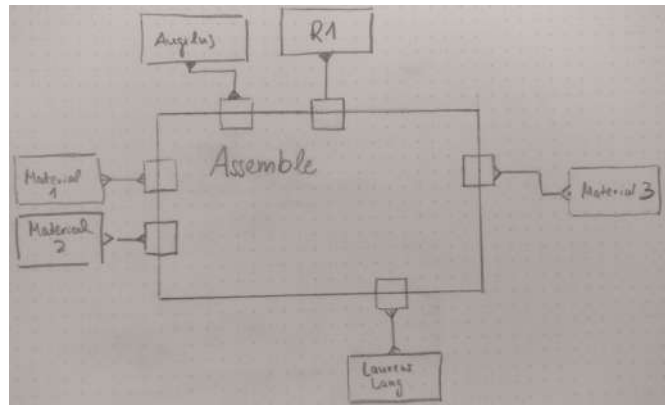 Angelus
R1
Assemble
Material
1
Material
2
Material 3
Laurens
Lang